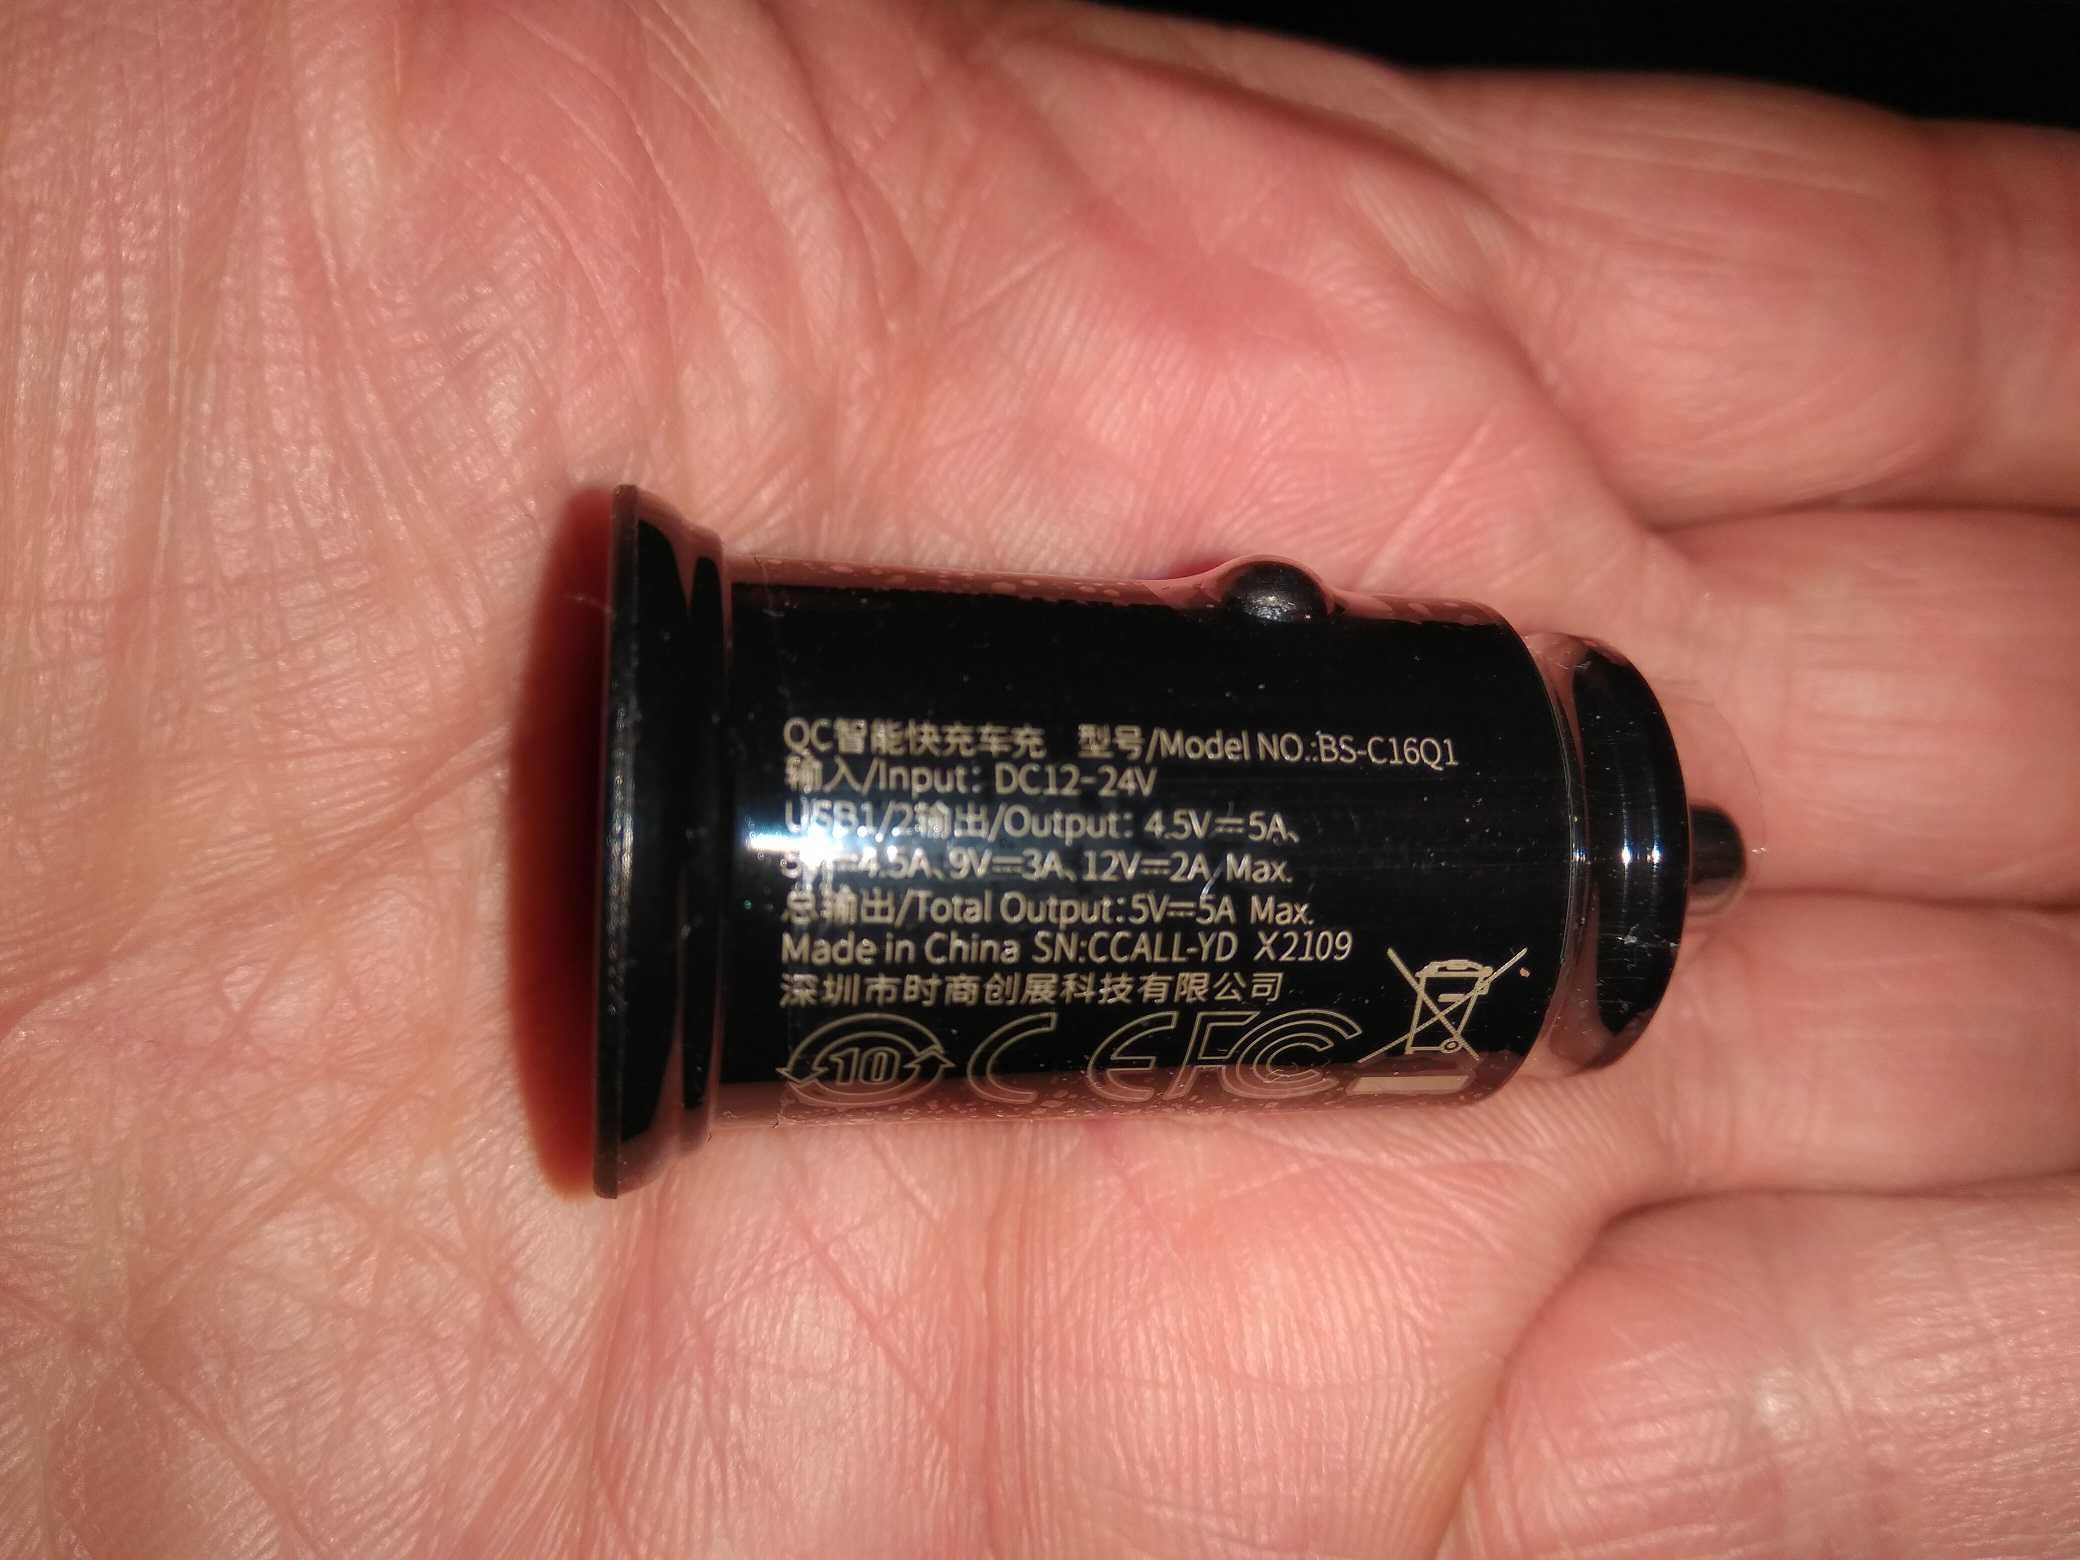 QC智能快充车充 型号/Model NO.:BS-C16Q1
输入/Input: DC12-24V
USB1/2输出/Output: 4.5V⎓5A、
5V⎓4.5A、9V⎓3A、12V⎓2A Max.
总输出/Total Output:5V⎓5A Max.
Made in China SN:CCALL-YD X2109
深圳市时商创展科技有限公司
10 CE FC